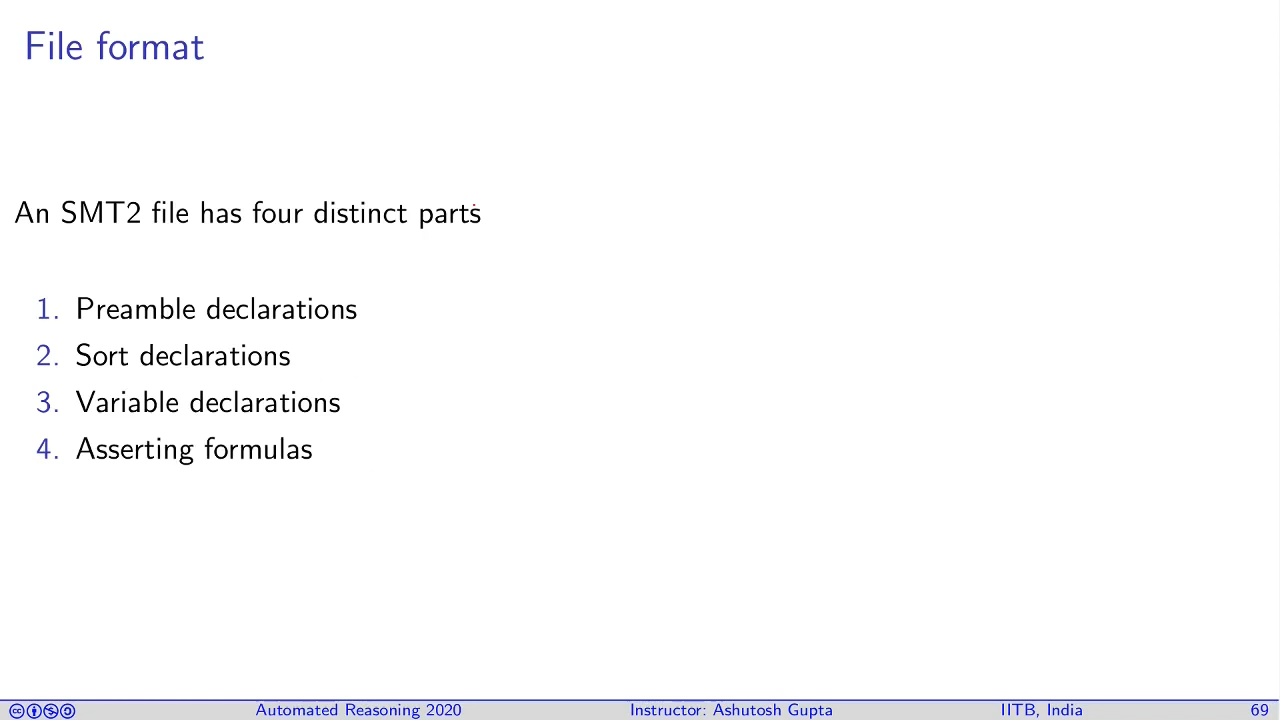 File format
An SMT2 file has four distinct parts
1. Preamble declarations
2. Sort declarations
3. Variable declarations
4. Asserting formulas
Automated Reasoning 2020 Instructor: Ashutosh Gupta IITB, India 69